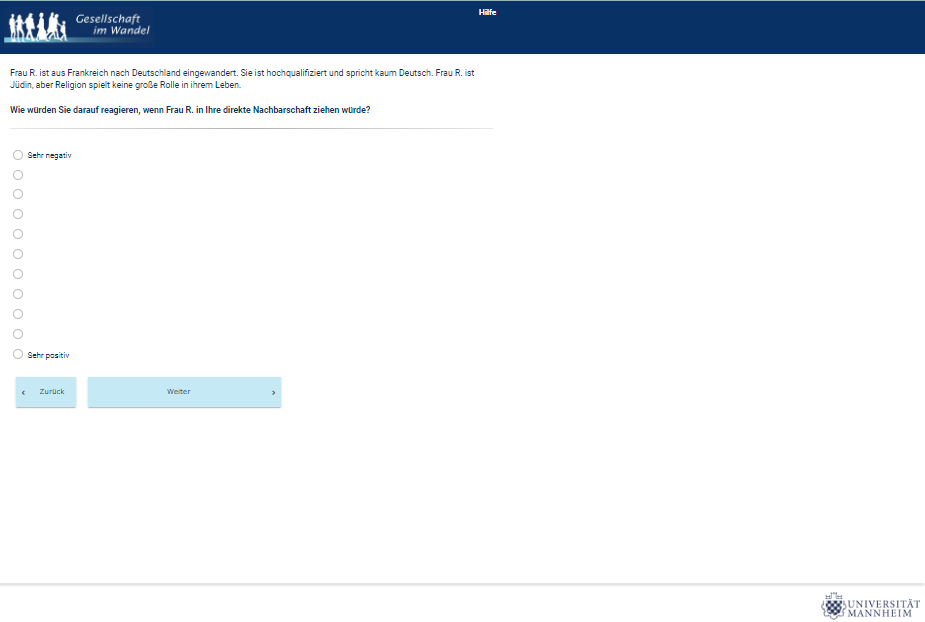 Gesellschaft
im Wandel
Hilfe
Frau R. ist aus Frankreich nach Deutschland eingewandert. Sie ist hochqualifiziert und spricht kaum Deutsch. Frau R. ist
Jüdin, aber Religion spielt keine große Rolle in ihrem Leben.
Wie würden Sie darauf reagieren, wenn Frau R. in Ihre direkte Nachbarschaft ziehen würde?
Sehr negativ
Sehr positiv
‹ Zurück
Weiter ›
UNIVERSITÄT
MANNHEIM